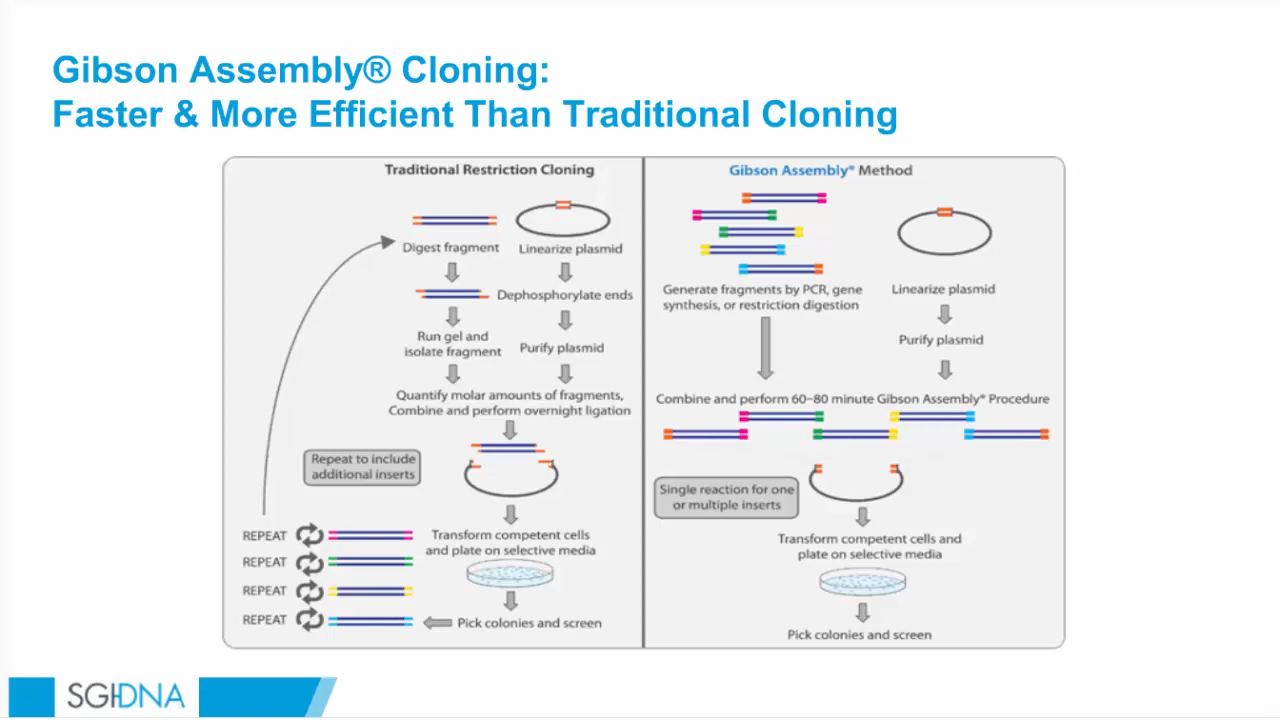 Gibson Assembly® Cloning:
Faster & More Efficient Than Traditional Cloning
Traditional Restriction Cloning
Digest fragment
Linearize plasmid
Dephosphorylate ends
Run gel and
isolate fragment
Purify plasmid
Quantify molar amounts of fragments,
Combine and perform overnight ligation
Repeat to include
additional inserts
Transform competent cells
and plate on selective media
REPEAT
REPEAT
REPEAT
REPEAT
Pick colonies and screen
Gibson Assembly® Method
Generate fragments by PCR, gene
synthesis, or restriction digestion
Linearize plasmid
Purify plasmid
Combine and perform 60–80 minute Gibson Assembly® Procedure
Single reaction for one
or multiple inserts
Transform competent cells and
plate on selective media
Pick colonies and screen
SGI-DNA